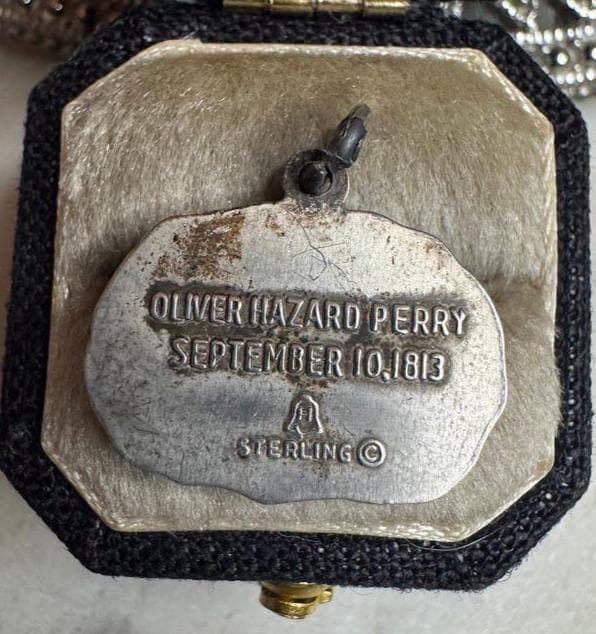 OLIVER HAZARD PERRY
SEPTEMBER 10,1813
H
STERLING ©